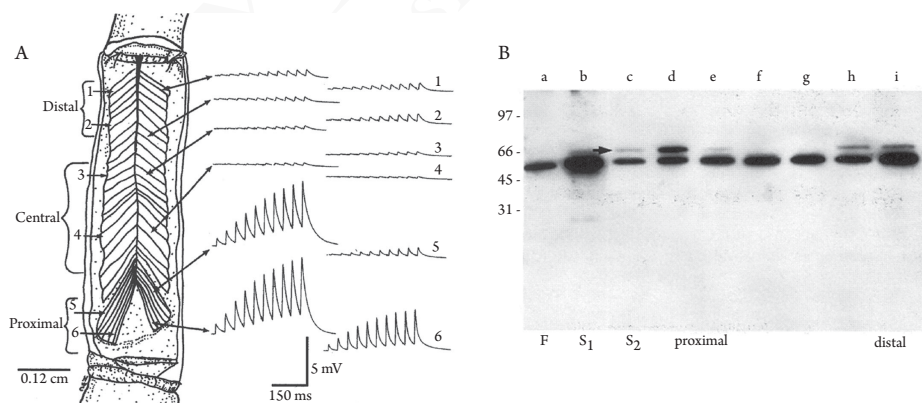 A
Distal
Central
Proximal
1
2
3
4
5
6
1
2
3
4
5
6
0.12 cm
5 mV
150 ms
B
a b c d e f g h i
97 -
66 -
45 -
31 -
F S1 S2 proximal distal